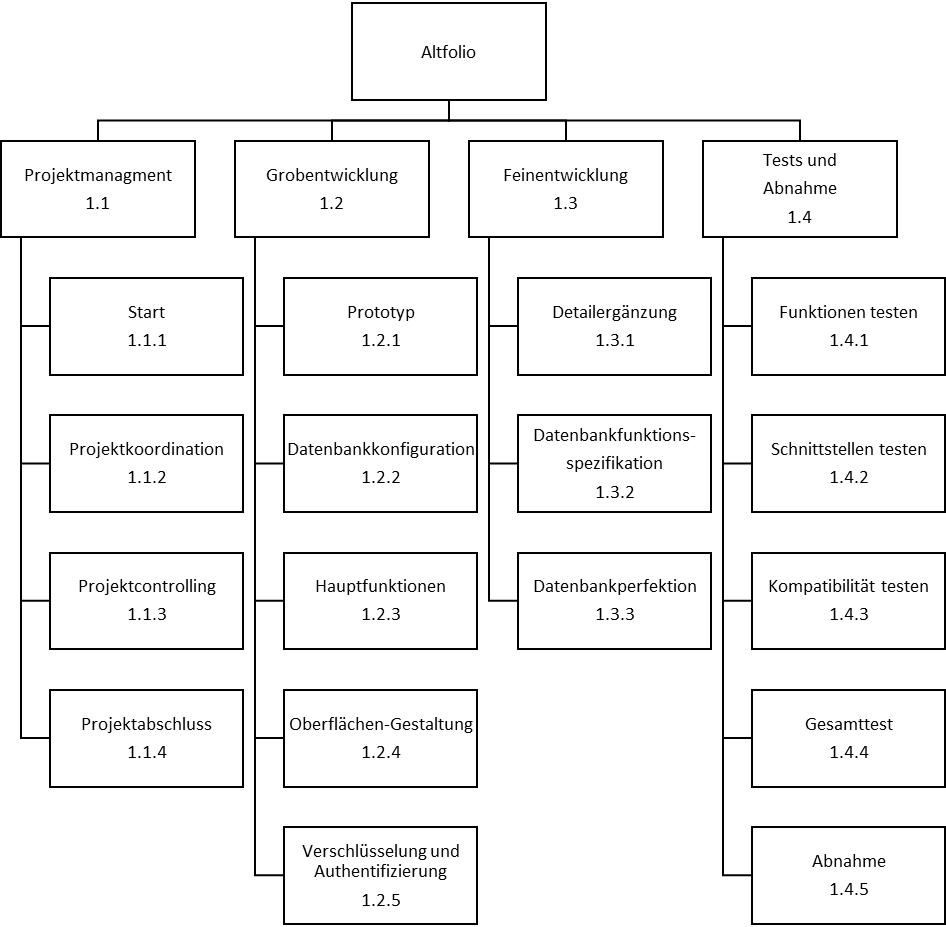 Altfolio
Projektmanagment
1.1
Start
1.1.1
Projektkoordination
1.1.2
Projektcontrolling
1.1.3
Projektabschluss
1.1.4
Grobentwicklung
1.2
Prototyp
1.2.1
Datenbankkonfiguration
1.2.2
Hauptfunktionen
1.2.3
Oberflächen-Gestaltung
1.2.4
Verschlüsselung und
Authentifizierung
1.2.5
Feinentwicklung
1.3
Detailergänzung
1.3.1
Datenbankfunktions-
spezifikation
1.3.2
Datenbankperfektion
1.3.3
Tests und
Abnahme
1.4
Funktionen testen
1.4.1
Schnittstellen testen
1.4.2
Kompatibilität testen
1.4.3
Gesamttest
1.4.4
Abnahme
1.4.5